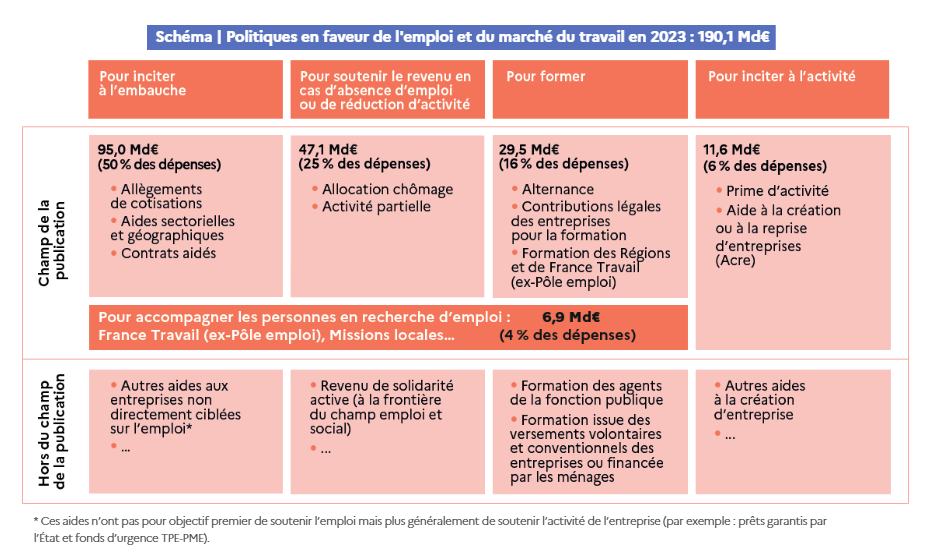 Schéma | Politiques en faveur de l'emploi et du marché du travail en 2023 : 190,1 Md€
Pour inciter
à l’embauche
Pour soutenir le revenu en
cas d’absence d’emploi
ou de réduction d’activité
Pour former
Pour inciter à l’activité
Champ de la
publication
95,0 Md€
(50 % des dépenses)
• Allègements
de cotisations
• Aides sectorielles
et géographiques
• Contrats aidés
47,1 Md€
(25 % des dépenses)
• Allocation chômage
• Activité partielle
29,5 Md€
(16 % des dépenses)
• Alternance
• Contributions légales
des entreprises
pour la formation
• Formation des Régions
et de France Travail
(ex-Pôle emploi)
11,6 Md€
(6 % des dépenses)
• Prime d’activité
• Aide à la création
ou à la reprise
d’entreprises
(Acre)
Pour accompagner les personnes en recherche d’emploi : 6,9 Md€
France Travail (ex-Pôle emploi), Missions locales... (4 % des dépenses)
Hors du champ
de la publication
• Autres aides aux
entreprises non
directement ciblées
sur l’emploi*
• ...
• Revenu de solidarité
active (à la frontière
du champ emploi et
social)
• ...
• Formation des agents
de la fonction publique
• Formation issue des
versements volontaires
et conventionnels des
entreprises ou financée
par les ménages
• Autres aides
à la création
d’entreprise
• ...
* Ces aides n’ont pas pour objectif premier de soutenir l’emploi mais plus généralement de soutenir l’activité de l’entreprise (par exemple : prêts garantis par
l’État et fonds d’urgence TPE-PME).